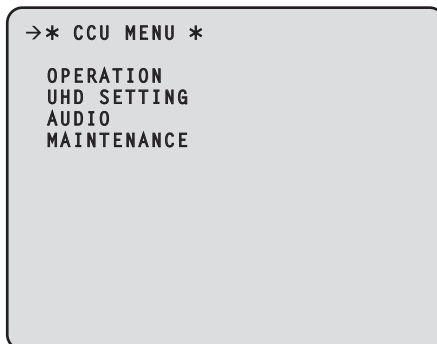 →* CCU MENU *
OPERATION
UHD SETTING
AUDIO
MAINTENANCE